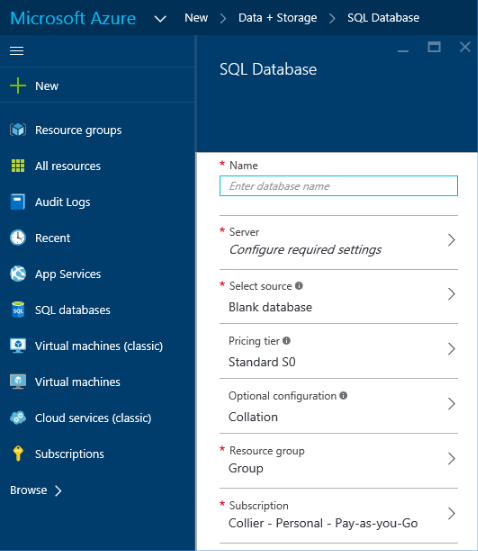 Microsoft Azure New > Data + Storage > SQL Database
SQL Database
New
Resource groups
All resources
Audit Logs
Recent
App Services
SQL databases
Virtual machines (classic)
Virtual machines
Cloud services (classic)
Subscriptions
Browse >
* Name
Enter database name
* Server
Configure required settings
* Select source
Blank database
Pricing tier
Standard S0
Optional configuration
Collation
* Resource group
Group
* Subscription
Collier - Personal - Pay-as-you-Go